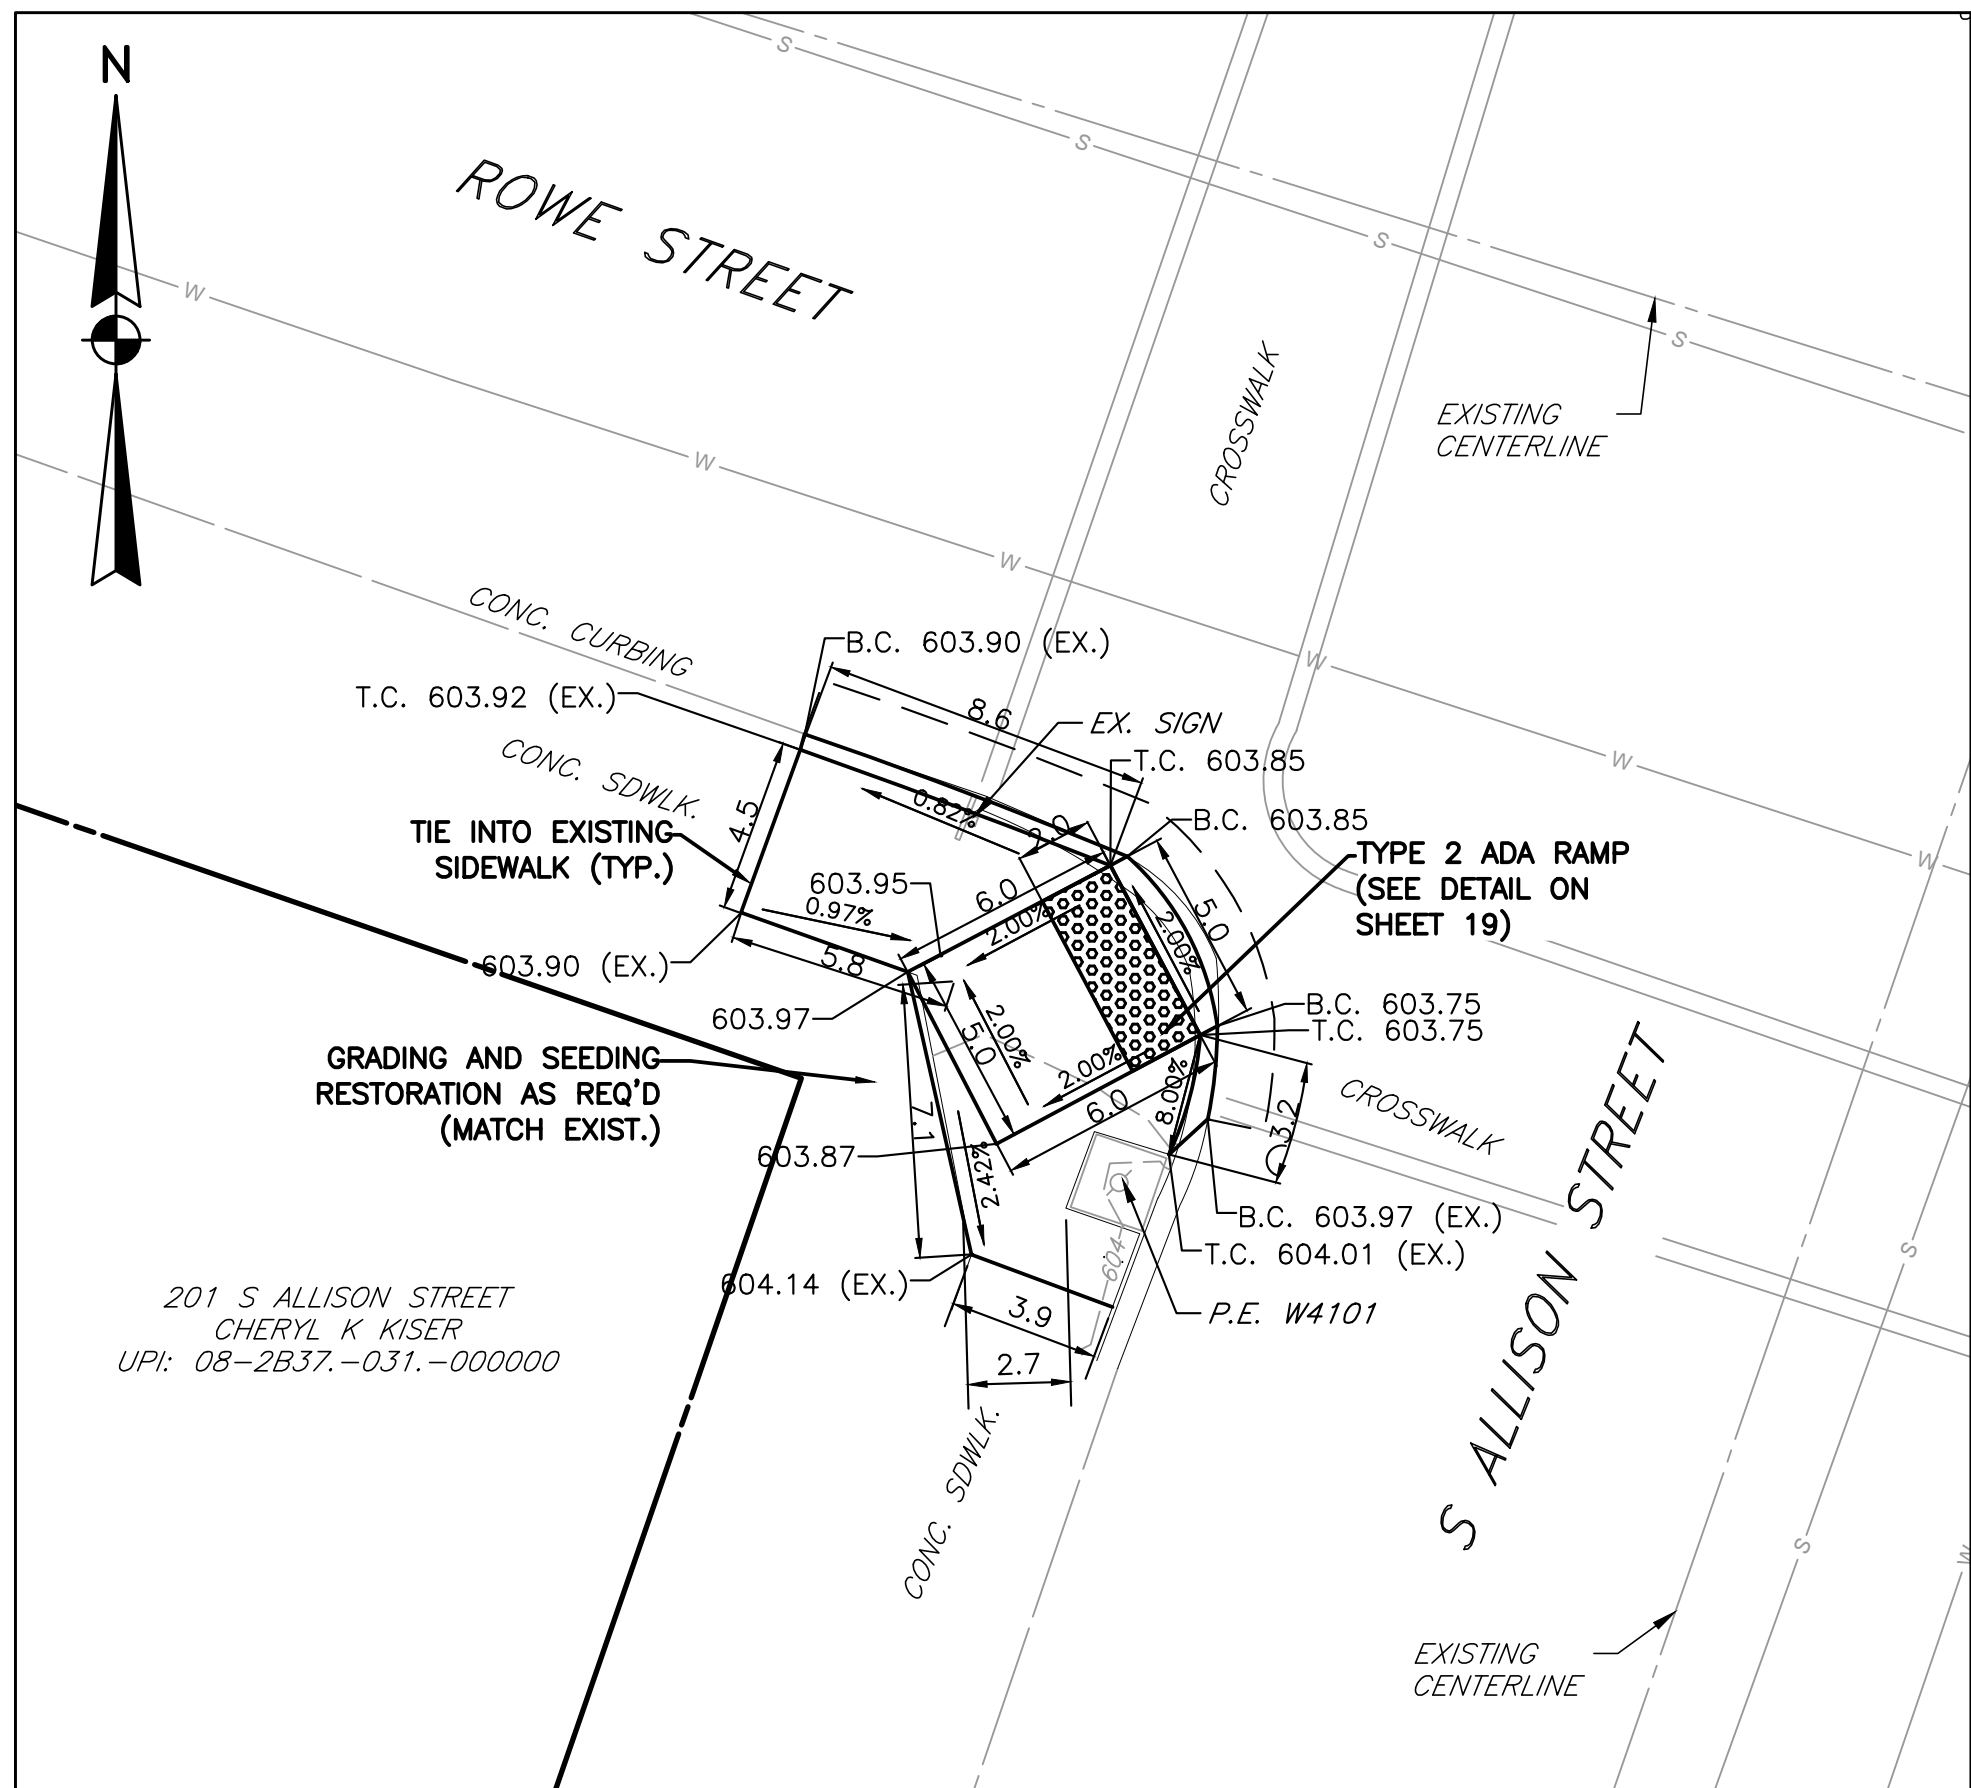 N
S
S
S
S
ROWE STREET
W
W
W
W
W
W
CROSSWALK
EXISTING
CENTERLINE
CONC. CURBING
B.C. 603.90 (EX.)
T.C. 603.92 (EX.)
8.6
EX. SIGN
T.C. 603.85
CONC. SDWLK.
4.5
0.82%
2.0
B.C. 603.85
TIE INTO EXISTING
SIDEWALK (TYP.)
TYPE 2 ADA RAMP
(SEE DETAIL ON
SHEET 19)
603.95
0.97%
6.0
2.00%
2.00%
5.0
5.8
603.90 (EX.)
603.97
B.C. 603.75
T.C. 603.75
2.00%
5.0
2.00%
6.0
8.00%
GRADING AND SEEDING
RESTORATION AS REQ'D
(MATCH EXIST.)
7.1
3.2
CROSSWALK
603.87
2.42%
B.C. 603.97 (EX.)
T.C. 604.01 (EX.)
604
604.14 (EX.)
P.E. W4101
3.9
2.7
201 S ALLISON STREET
CHERYL K KISER
UPI: 08-2B37.-031.-000000
S ALLISON STREET
CONC. SDWLK.
S
S
W
EXISTING
CENTERLINE